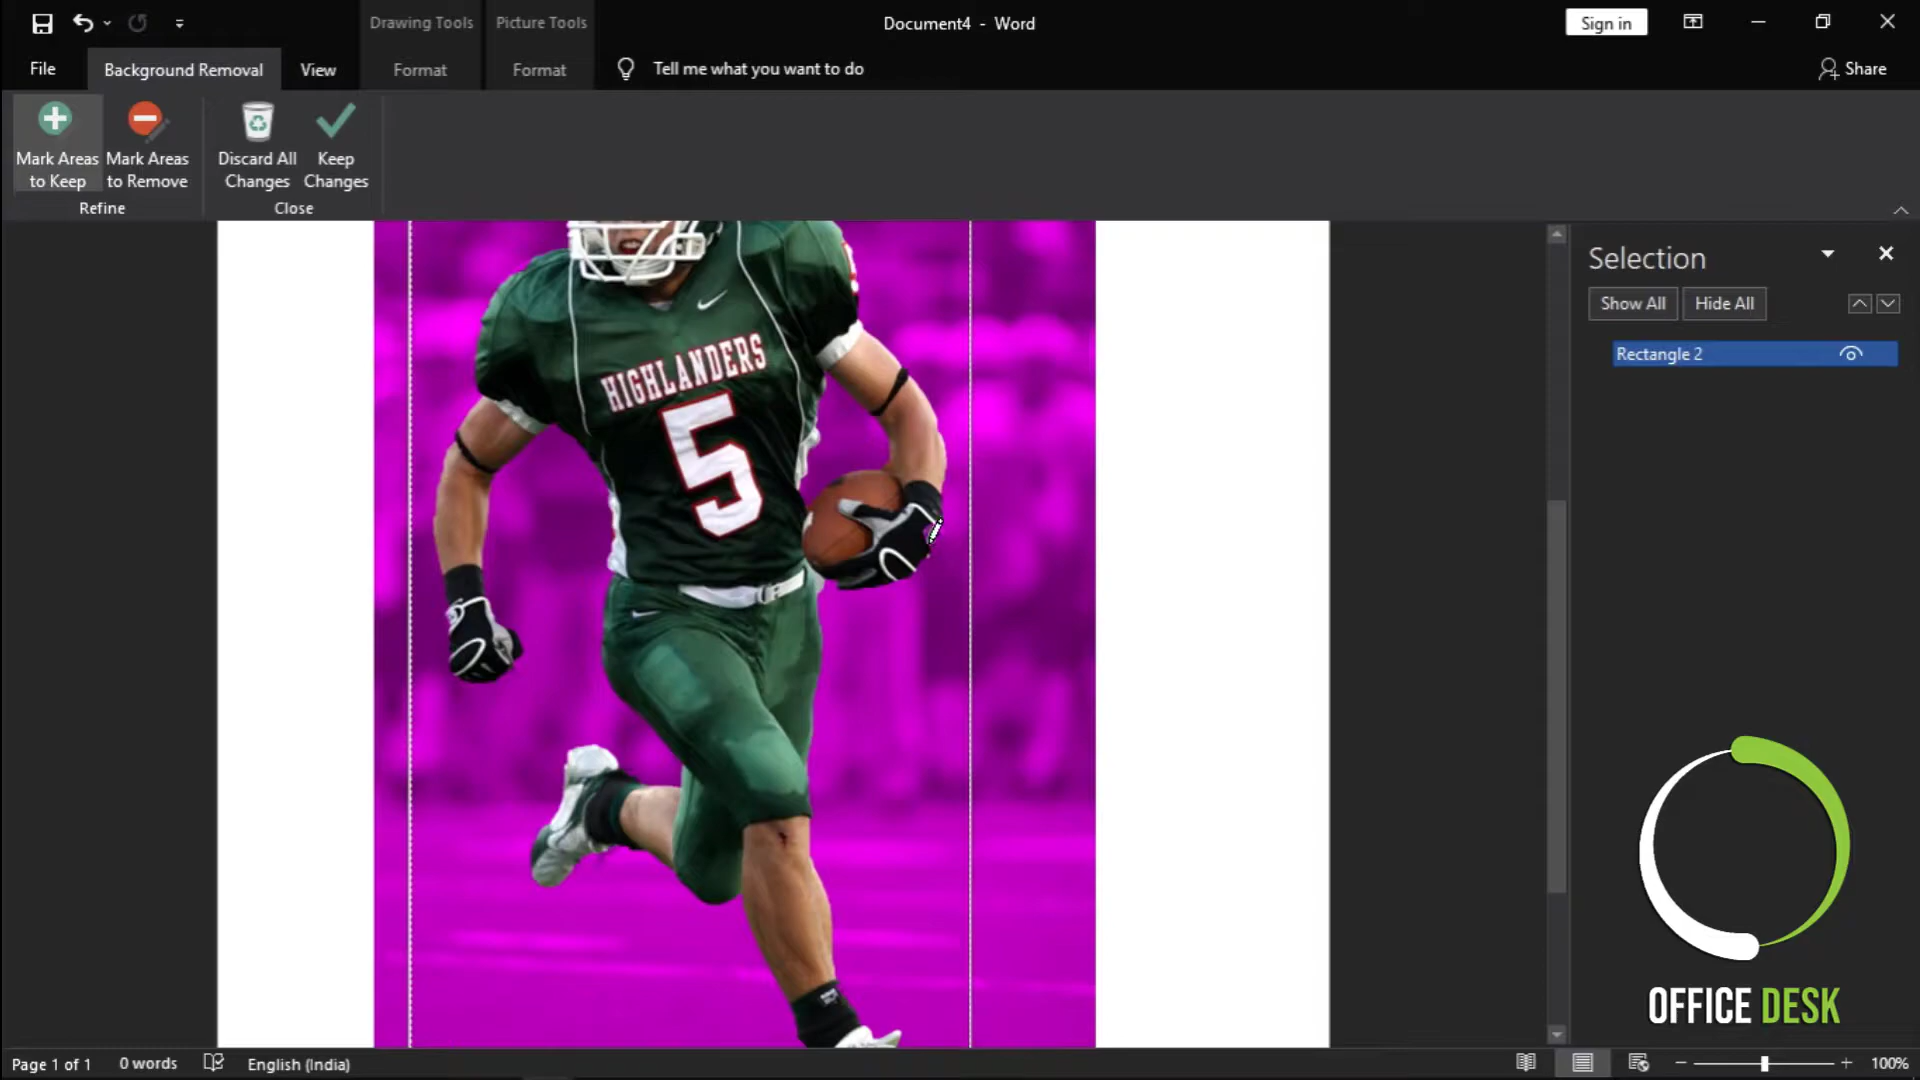 Drawing Tools
Picture Tools
Document4 - Word
Sign in
File
Background Removal
View
Format
Format
Tell me what you want to do
Share
Mark Areas
to Keep
Mark Areas
to Remove
Discard All
Changes
Keep
Changes
Refine
Close
Selection
Show All
Hide All
Rectangle 2
HIGHLANDERS
5
OFFICE DESK
Page 1 of 1
0 words
English (India)
100%